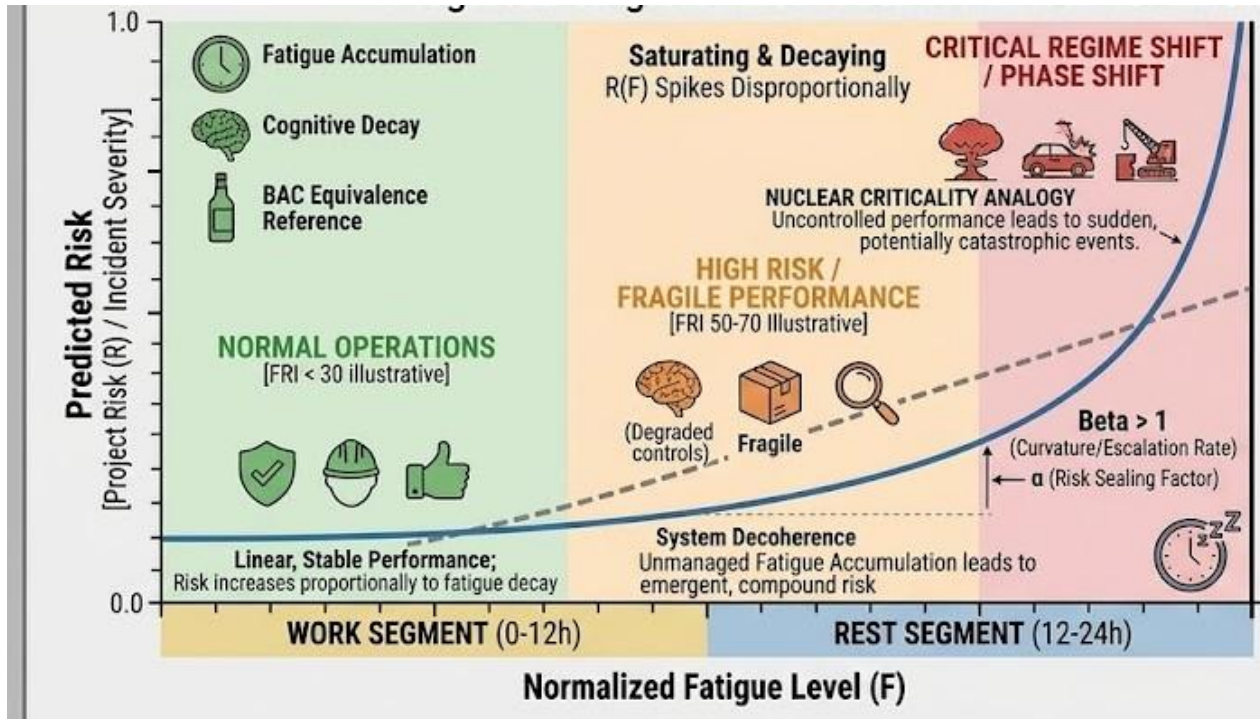 1.0
Fatigue Accumulation
Cognitive Decay
BAC Equivalence
Reference
Saturating & Decaying
R(F) Spikes Disproportionally
CRITICAL REGIME SHIFT
/ PHASE SHIFT
NUCLEAR CRITICALITY ANALOGY
Uncontrolled performance leads to sudden,
potentially catastrophic events.
HIGH RISK /
FRAGILE PERFORMANCE
[FRI 50-70 Illustrative]
NORMAL OPERATIONS
[FRI < 30 illustrative]
(Degraded
controls)
Fragile
Beta > 1
(Curvature/Escalation Rate)
α (Risk Sealing Factor)
zZZ
Linear, Stable Performance;
Risk increases proportionally to fatigue decay
System Decoherence
Unmanaged Fatigue Accumulation leads to
emergent, compound risk
0.0
Predicted Risk
[Project Risk (R) / Incident Severity]
WORK SEGMENT (0-12h)
REST SEGMENT (12-24h)
Normalized Fatigue Level (F)